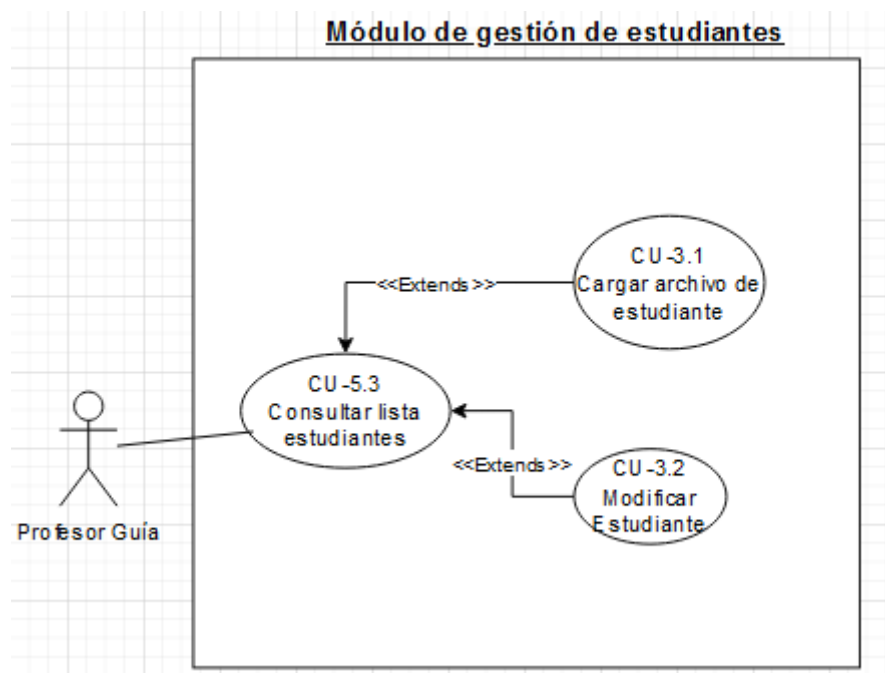 Módulo de gestión de estudiantes
CU-3.1
Cargar archivo de
estudiante
<<Extends>>
CU-5.3
Consultar lista
estudiantes
<<Extends>>
CU-3.2
Modificar
Estudiante
Profesor Guía